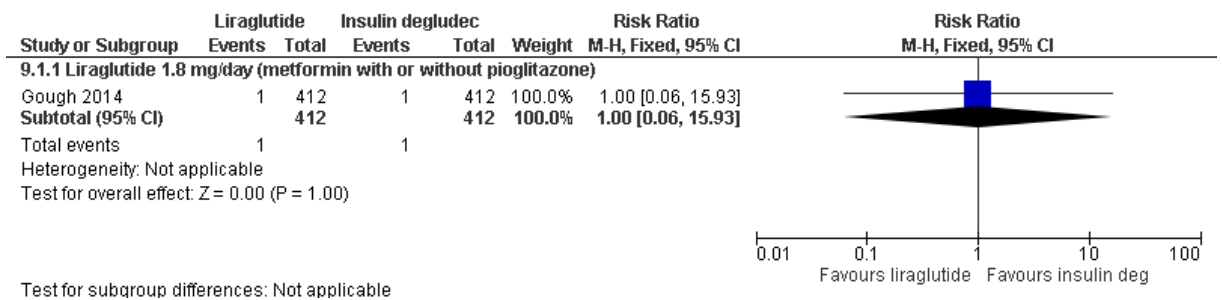 Liraglutide Insulin degludec Risk Ratio Risk Ratio
Study or Subgroup Events Total Events Total Weight M-H, Fixed, 95% CI M-H, Fixed, 95% CI
9.1.1 Liraglutide 1.8 mg/day (metformin with or without pioglitazone)
Gough 2014 1 412 1 412 100.0% 1.00 [0.06, 15.93]
Subtotal (95% CI) 412 412 100.0% 1.00 [0.06, 15.93]
Total events 1 1
Heterogeneity: Not applicable
Test for overall effect: Z = 0.00 (P = 1.00)
0.01 0.1 1 10 100
Favours liraglutide Favours insulin deg
Test for subgroup differences: Not applicable